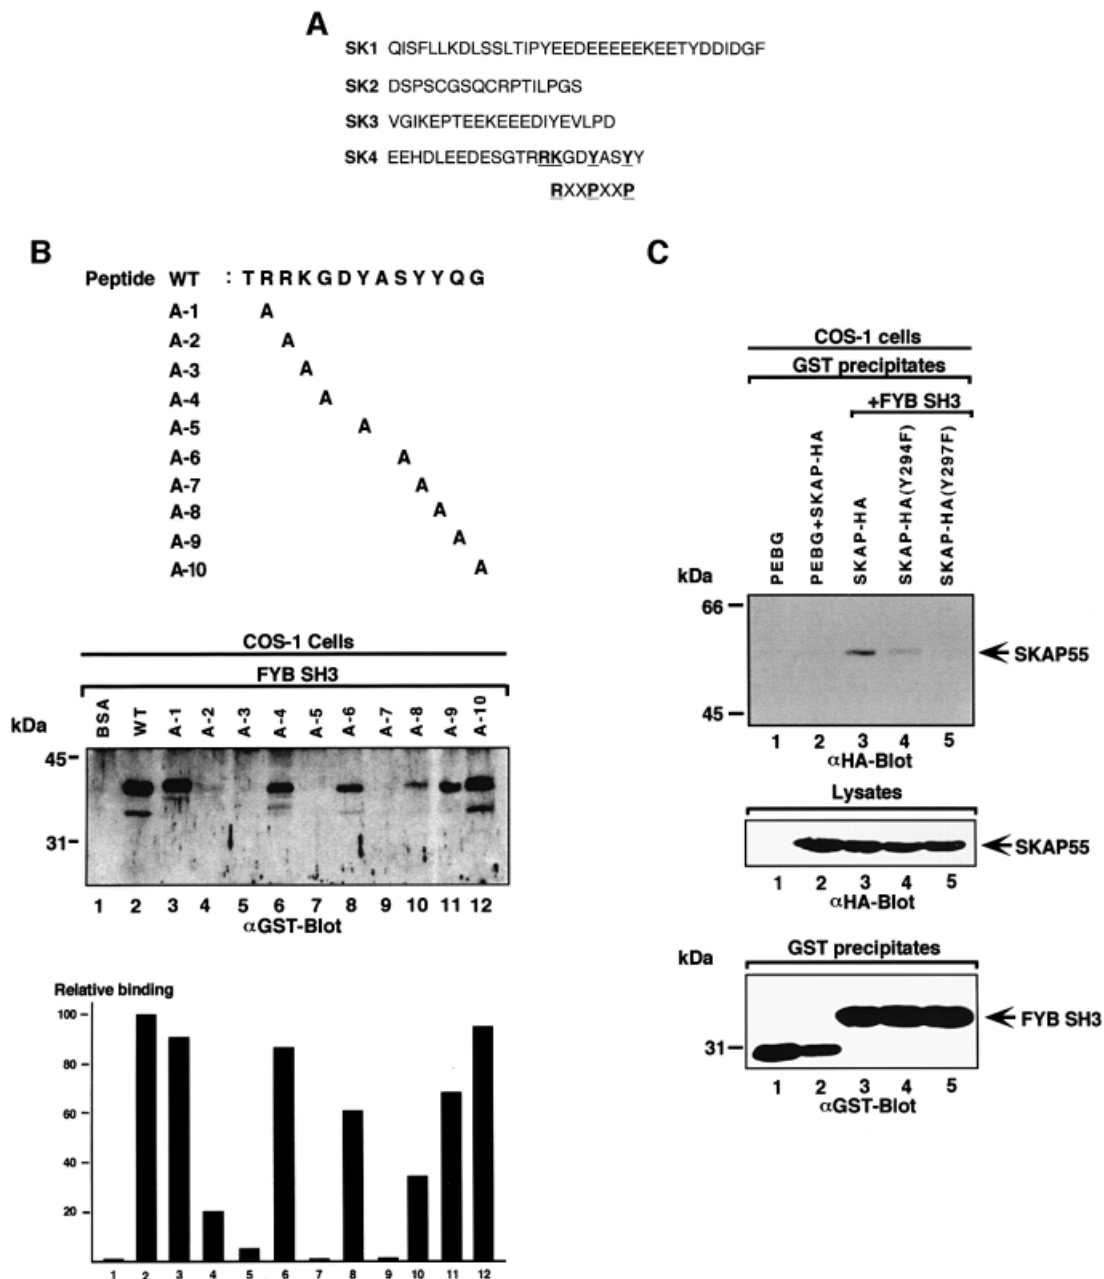 A
SK1 QISFLLKDLSSLTIPYEEDEEEEEKEETYDDIDGF
SK2 DSPSCGSQCRPTILPGS
SK3 VGIKEPTEEKEEEDIYEVLPD
SK4 EEHDLEEDESGTRRKGDYASYY
RXXPXXP
B
Peptide WT : T R R K G D Y A S Y Y Q G
A-1 A
A-2 A
A-3 A
A-4 A
A-5 A
A-6 A
A-7 A
A-8 A
A-9 A
A-10 A
COS-1 Cells
FYB SH3
kDa
BSA WT A-1 A-2 A-3 A-4 A-5 A-6 A-7 A-8 A-9 A-10
45
31
1 2 3 4 5 6 7 8 9 10 11 12
αGST-Blot
Relative binding
100
80
60
40
20
1 2 3 4 5 6 7 8 9 10 11 12
C
COS-1 cells
GST precipitates
+FYB SH3
PEBG
PEBG+SKAP-HA
SKAP-HA
SKAP-HA(Y294F)
SKAP-HA(Y297F)
kDa
66
SKAP55
45
1 2 3 4 5
αHA-Blot
Lysates
SKAP55
1 2 3 4 5
αHA-Blot
GST precipitates
kDa
FYB SH3
31
1 2 3 4 5
αGST-Blot